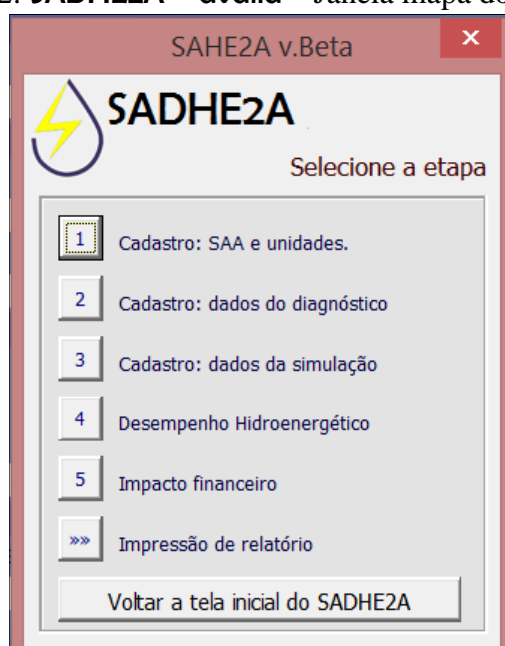 SAHE2A v.Beta
SADHE2A
Selecione a etapa
1 Cadastro: SAA e unidades.
2 Cadastro: dados do diagnóstico
3 Cadastro: dados da simulação
4 Desempenho Hidroenergético
5 Impacto financeiro
»» Impressão de relatório
Voltar a tela inicial do SADHE2A